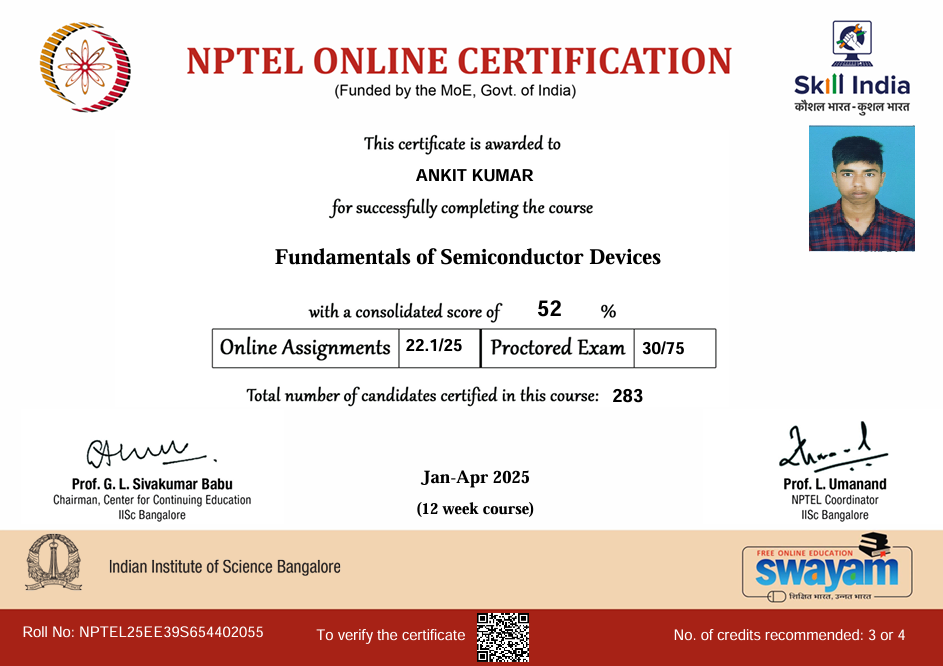 NPTEL ONLINE CERTIFICATION
(Funded by the MoE, Govt. of India)
Skill India
कौशल भारत - कुशल भारत
This certificate is awarded to
ANKIT KUMAR
for successfully completing the course
Fundamentals of Semiconductor Devices
with a consolidated score of 52 %
Online Assignments 22.1/25 Proctored Exam 30/75
Total number of candidates certified in this course: 283
Prof. G. L. Sivakumar Babu
Chairman, Center for Continuing Education
IISc Bangalore
Jan-Apr 2025
(12 week course)
Prof. L. Umanand
NPTEL Coordinator
IISc Bangalore
Indian Institute of Science Bangalore
FREE ONLINE EDUCATION
swayam
शिक्षित भारत, उन्नत भारत
Roll No: NPTEL25EE39S654402055
To verify the certificate
No. of credits recommended: 3 or 4